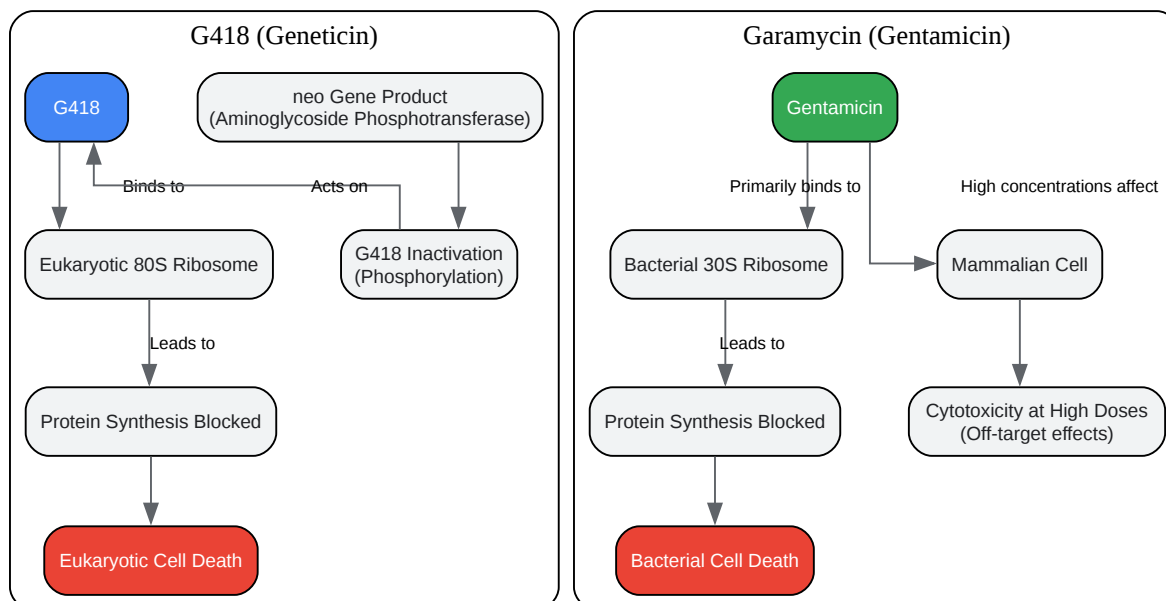 G418 (Geneticin)
G418
neo Gene Product
(Aminoglycoside Phosphotransferase)
Binds to
Acts on
Eukaryotic 80S Ribosome
G418 Inactivation
(Phosphorylation)
Leads to
Protein Synthesis Blocked
Eukaryotic Cell Death
Garamycin (Gentamicin)
Gentamicin
Primarily binds to
High concentrations affect
Bacterial 30S Ribosome
Mammalian Cell
Leads to
Protein Synthesis Blocked
Cytotoxicity at High Doses
(Off-target effects)
Bacterial Cell Death